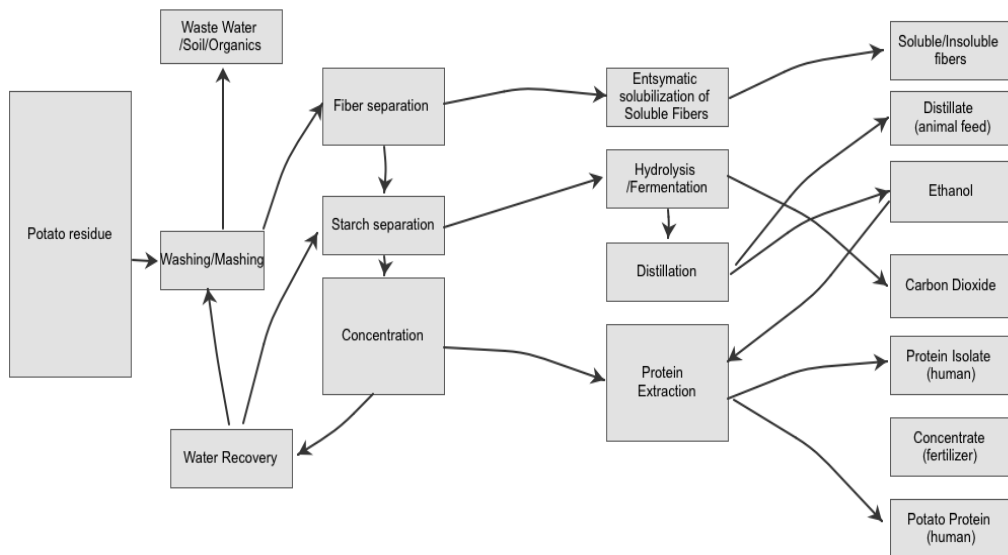 Waste Water
/Soil/Organics
Potato residue
Washing/Mashing
Water Recovery
Fiber separation
Starch separation
Concentration
Entsymatic
solubilization of
Soluble Fibers
Hydrolysis
/Fermentation
Distillation
Protein
Extraction
Soluble/Insoluble
fibers
Distillate
(animal feed)
Ethanol
Carbon Dioxide
Protein Isolate
(human)
Concentrate
(fertilizer)
Potato Protein
(human)